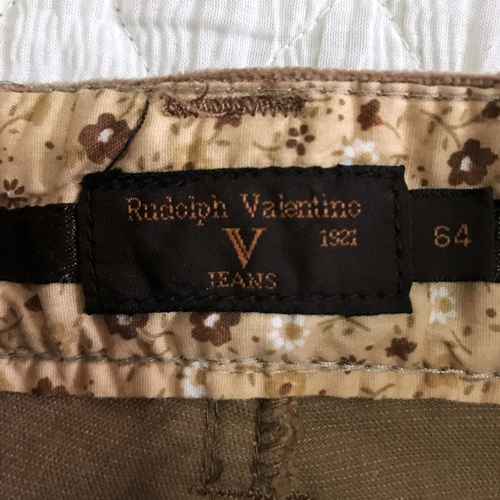 Rudolph Valentino
V 1921
JEANS
64